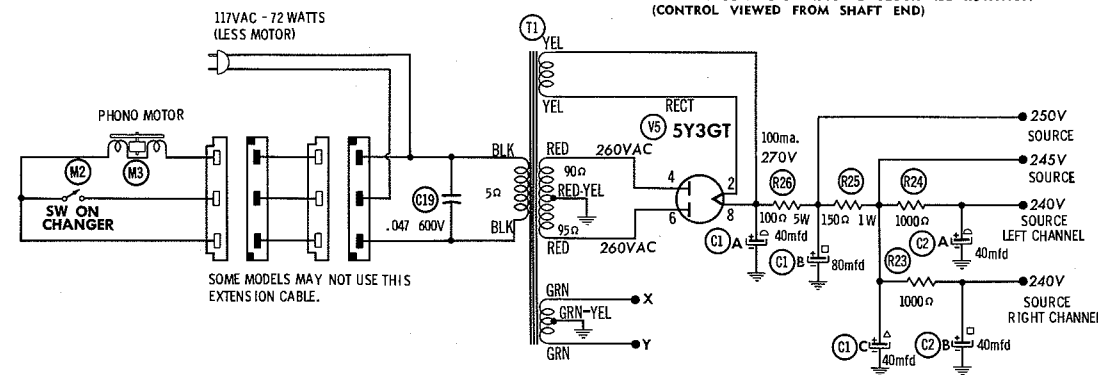 (CONTROL VIEWED FROM SHAFT END)
117VAC - 72 WATTS
(LESS MOTOR)
T1
YEL
YEL
RECT
V5 5Y3GT
PHONO MOTOR
M2
M3
SW ON
CHANGER
SOME MODELS MAY NOT USE THIS
EXTENSION CABLE.
C19
.047 600V
BLK
5Ω
BLK
RED
90Ω
RED-YEL
95Ω
RED
260VAC
260VAC
4
6
2
8
100ma.
270V
R26
100Ω 5W
C1 A
40mfd
C1 B
80mfd
R25
150Ω 1W
R24
1000Ω
C2 A
40mfd
R23
1000Ω
C1 C
40mfd
C2 B
40mfd
250V
SOURCE
245V
SOURCE
240V
SOURCE
LEFT CHANNEL
240V
SOURCE
RIGHT CHANNEL
GRN
GRN-YEL
GRN
X
Y